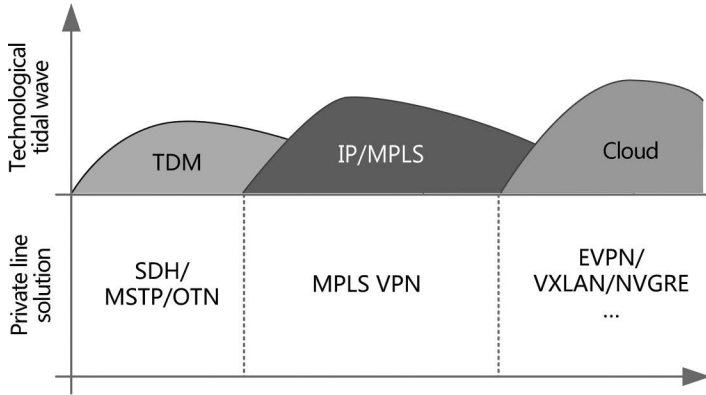 Technological
tidal wave
TDM
IP/MPLS
Cloud
Private line
solution
SDH/
MSTP/OTN
MPLS VPN
EVPN/
VXLAN/NVGRE
...